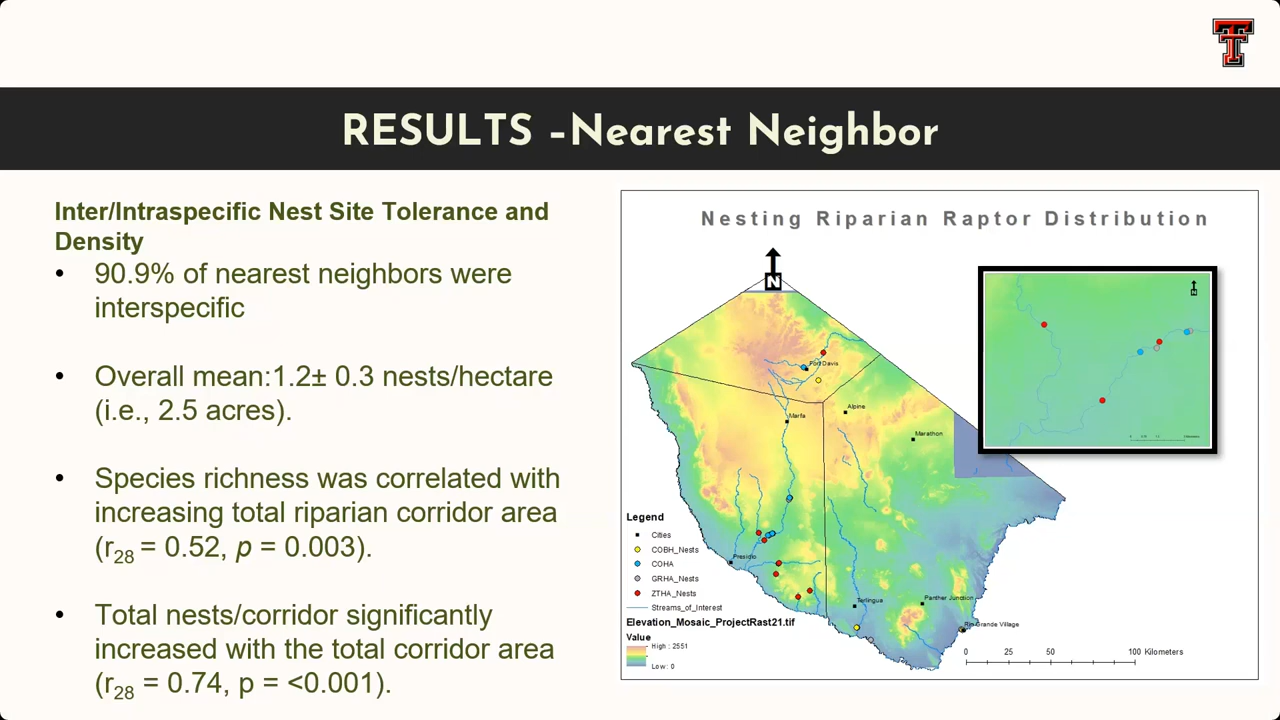 RESULTS –Nearest Neighbor
Inter/Intraspecific Nest Site Tolerance and
Density
• 90.9% of nearest neighbors were
interspecific
• Overall mean:1.2± 0.3 nests/hectare
(i.e., 2.5 acres).
• Species richness was correlated with
increasing total riparian corridor area
(r28 = 0.52, p = 0.003).
• Total nests/corridor significantly
increased with the total corridor area
(r28 = 0.74, p = <0.001).
Nesting Riparian Raptor Distribution
N
Fort Davis
Marfa
Alpine
Marathon
Presidio
Terlingua
Panther Junction
Rio Grande Village
Legend
Cities
COBH_Nests
COHA
GRHA_Nests
ZTHA_Nests
Streams_of_Interest
Elevation_Mosaic_ProjectRast21.tif
Value
High : 2551
Low : 0
0 25 50 100 Kilometers